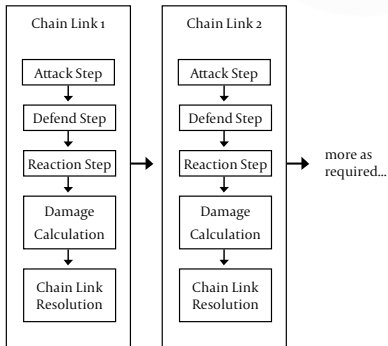 Chain Link 1
Attack Step
Defend Step
Reaction Step
Damage
Calculation
Chain Link
Resolution
Chain Link 2
Attack Step
Defend Step
Reaction Step
Damage
Calculation
Chain Link
Resolution
more as
required...